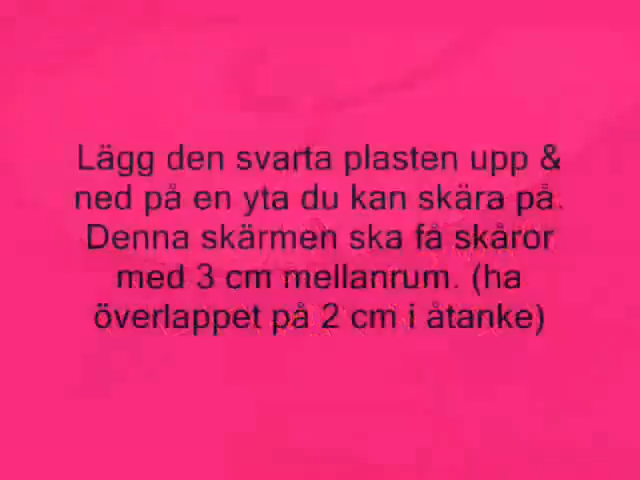 Lägg den svarta plasten upp &
ned på en yta du kan skära på.
Denna skärmen ska få skåror
med 3 cm mellanrum. (ha
överlappet på 2 cm i åtanke)